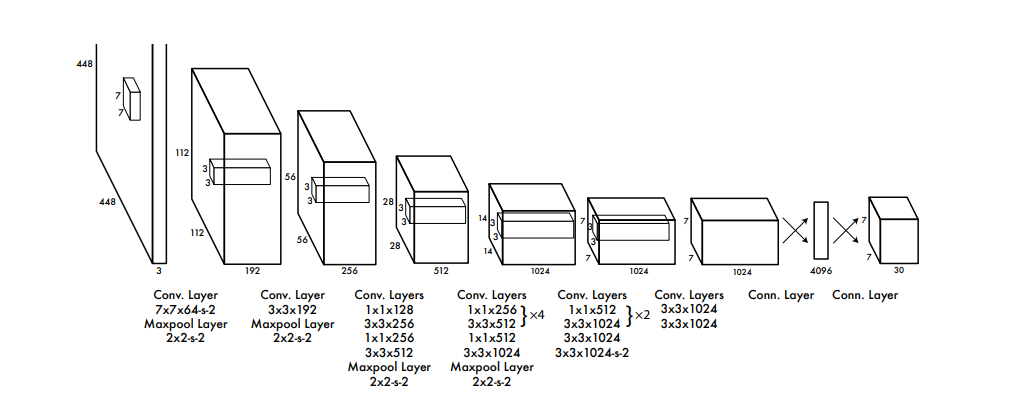 448
7
7
448
3
112
3
3
112
192
56
3
3
56
256
28
3
3
28
512
14
3
3
14
1024
7
3
3
7
1024
7
7
1024
4096
7
7
30
Conv. Layer
7x7x64-s-2
Maxpool Layer
2x2-s-2
Conv. Layer
3x3x192
Maxpool Layer
2x2-s-2
Conv. Layers
1x1x128
3x3x256
1x1x256
3x3x512
Maxpool Layer
2x2-s-2
Conv. Layers
1x1x256
3x3x512
} ×4
1x1x512
3x3x1024
Maxpool Layer
2x2-s-2
Conv. Layers
1x1x512
3x3x1024
} ×2
3x3x1024
3x3x1024-s-2
Conv. Layers
3x3x1024
3x3x1024
Conn. Layer
Conn. Layer